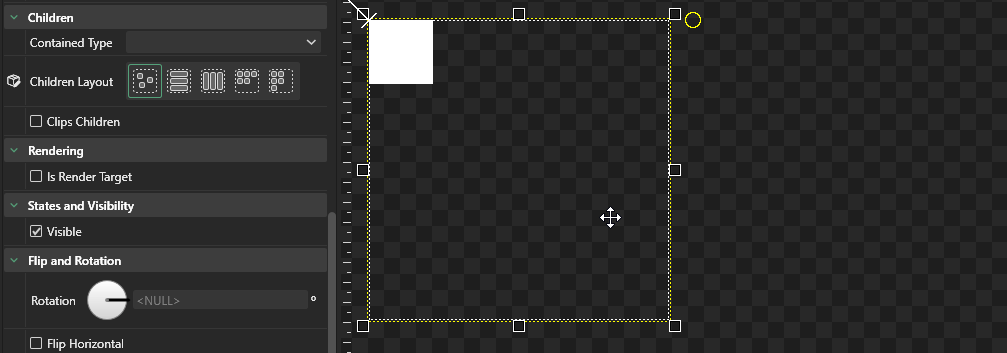 Children
Contained Type
Children Layout
Clips Children
Rendering
Is Render Target
States and Visibility
Visible
Flip and Rotation
Rotation <NULL> °
Flip Horizontal